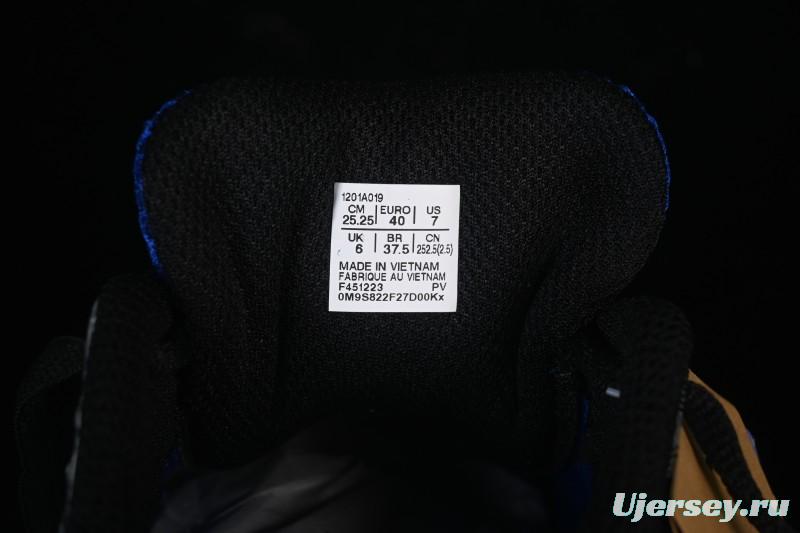 1201A019
CM EURO US
25.25 40 7
UK BR CN
6 37.5 252.5(2.5)
MADE IN VIETNAM
FABRIQUE AU VIETNAM
F451223 PV
0M9S822F27D00Kx
Ujersey.ru